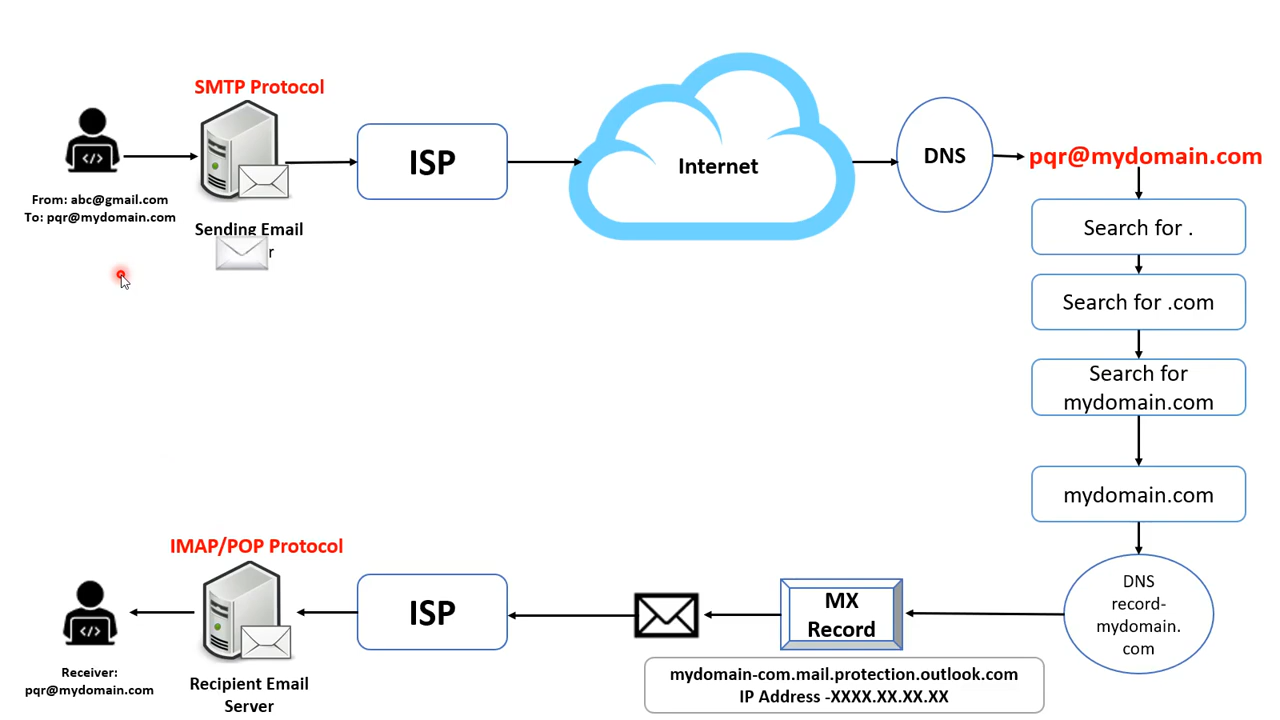 SMTP Protocol
From: abc@gmail.com
To: pqr@mydomain.com
Sending Email
r
ISP
Internet
DNS
pqr@mydomain.com
Search for .
Search for .com
Search for
mydomain.com
mydomain.com
DNS
record-
mydomain.
com
MX
Record
mydomain-com.mail.protection.outlook.com
IP Address -XXXX.XX.XX.XX
ISP
IMAP/POP Protocol
Recipient Email
Server
Receiver:
pqr@mydomain.com